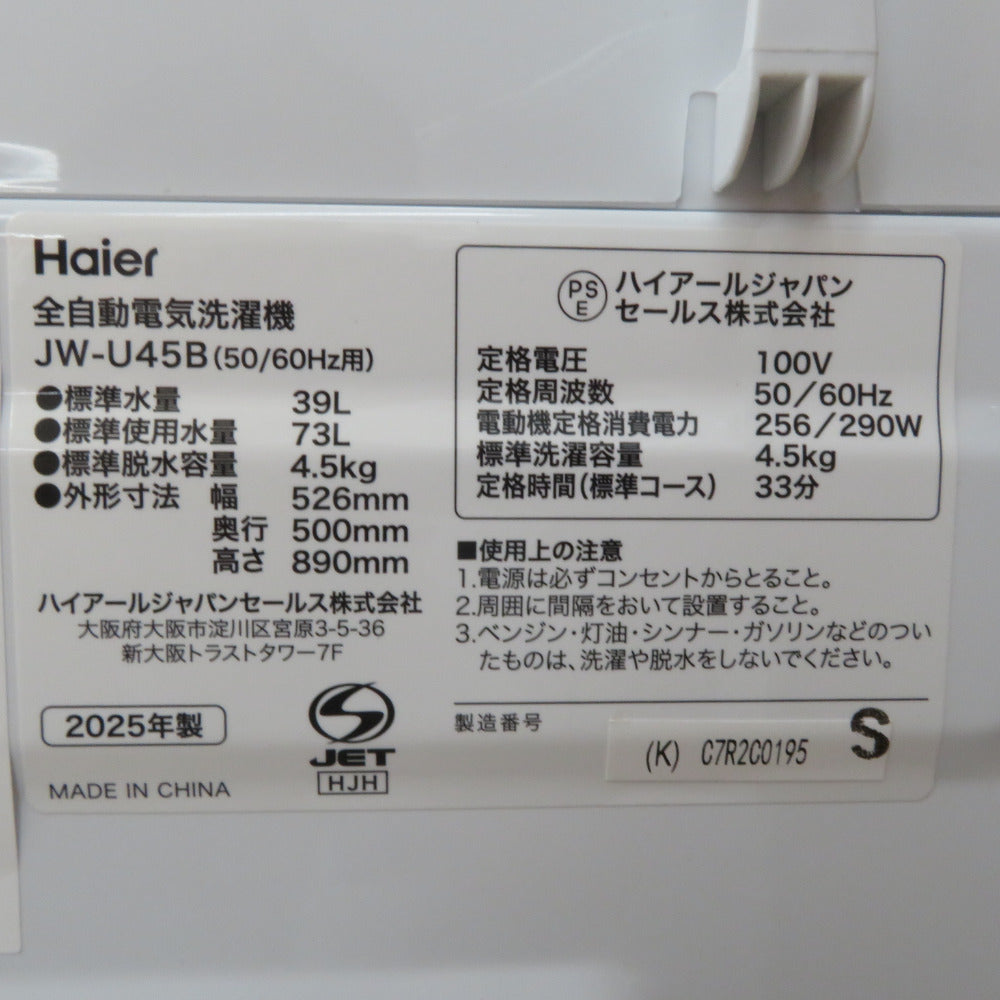 Haier
全自動電気洗濯機
JW-U45B(50/60Hz用)
●標準水量 39L
●標準使用水量 73L
●標準脱水容量 4.5kg
●外形寸法 幅 526mm
奥行 500mm
高さ 890mm
ハイアールジャパンセールス株式会社
大阪府大阪市淀川区宮原3-5-36
新大阪トラストタワー7F
2025年製
MADE IN CHINA
JET
HJH
PS
E
ハイアールジャパン
セールス株式会社
定格電圧 100V
定格周波数 50/60Hz
電動機定格消費電力 256/290W
標準洗濯容量 4.5kg
定格時間(標準コース) 33分
■使用上の注意
1.電源は必ずコンセントからとること。
2.周囲に間隔をおいて設置すること。
3.ベンジン・灯油・シンナー・ガソリンなどのつい
たものは、洗濯や脱水をしないでください。
製造番号
(K) C7R2C0195 S